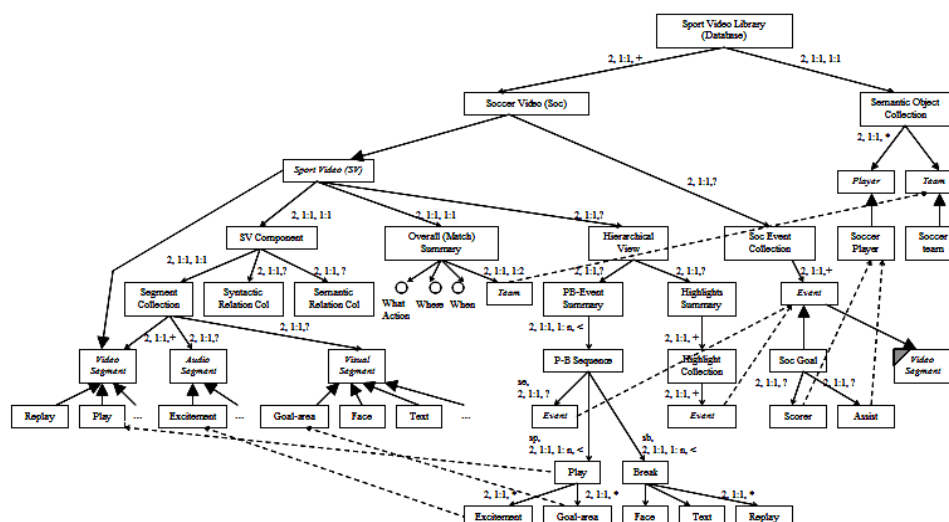 Sport Video Library
(Database)
2, 1:1, +
2, 1:1, 1:1
Soccer Video (Soc)
Semantic Object
Collection
2, 1:1, *
Sport Video (SV)
Player
Team
2, 1:1,?
2, 1:1, 1:1
2, 1:1, 1:1
2, 1:1,?
SV Component
Overall (Match)
Summary
Hierarchical
View
Soc Event
Collection
Soccer
Player
Soccer
team
2, 1:1, 1:1
2, 1:1,?
2, 1:1, ?
2, 1:1, 1:2
2, 1:1,?
2, 1:1,?
2, 1:1,+
Segment
Collection
Syntactic
Relation Col
Semantic
Relation Col
What
Action
Where
When
Team
PB-Event
Summary
Highlights
Summary
Event
2, 1:1,+
2, 1:1,?
2, 1:1,?
2, 1:1, 1: n, <
2, 1:1, +
Video
Segmant
Audio
Segmant
Visual
Segmant
P-B Sequence
Highlight
Collection
Soc Goal
Video
Segmant
se,
2, 1:1, ?
2, 1:1, +
2, 1:1, ?
2, 1:1, ?
Replay
Play
...
Excitement
...
Goal-area
Face
Text
...
Event
Event
Scorer
Assist
sp,
2, 1:1, 1: n, <
sb,
2, 1:1, 1: n, <
Play
Break
2, 1:1, *
2, 1:1, *
2, 1:1, *
Excitement
Goal-area
Face
Text
Replay